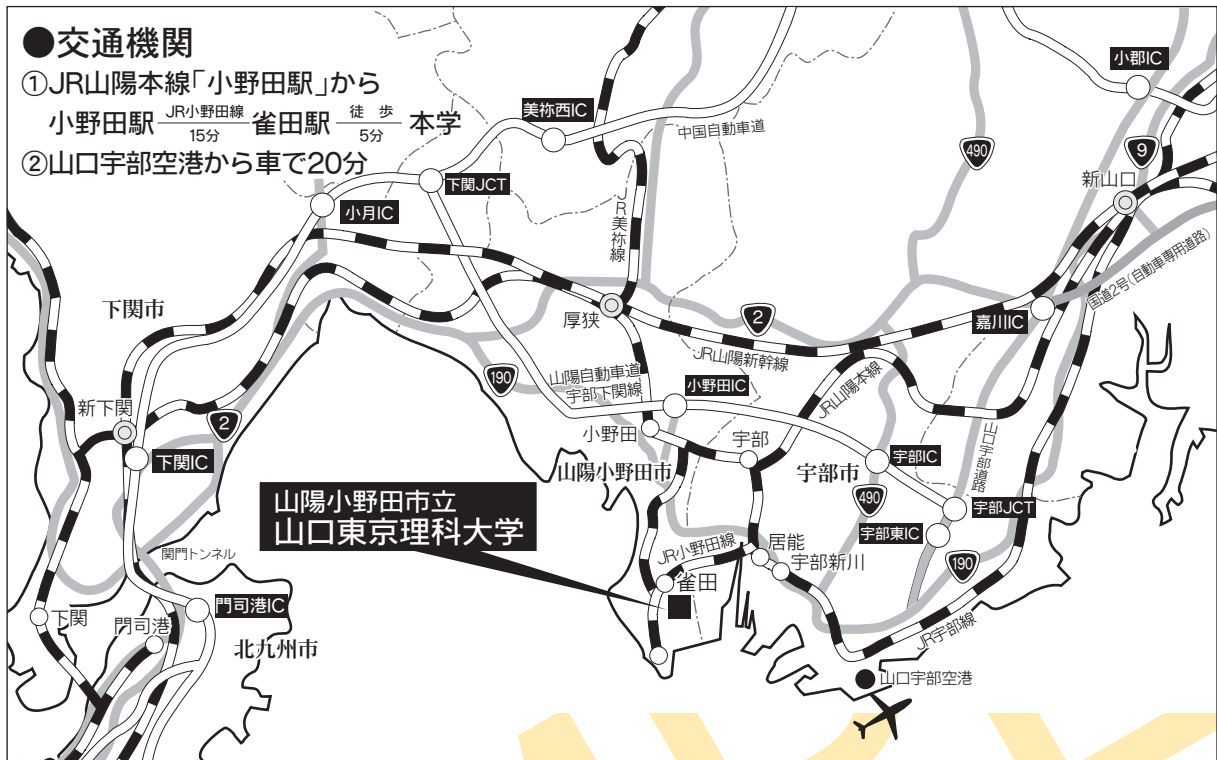 ●交通機関
①JR山陽本線「小野田駅」から
小野田駅 JR小野田線 15分 雀田駅 徒歩 5分 本学
②山口宇部空港から車で20分
小郡IC
美祢西IC
中国自動車道
490
9
下関JCT
新山口
小月IC
JR美祢線
国道2号(自動車専用道路)
下関市
厚狭
2
嘉川IC
JR山陽新幹線
190
山陽自動車道
宇部下関線
小野田IC
JR山陽本線
新下関
2
小野田
宇部
山口宇部道路
下関IC
山陽小野田市
宇部市
宇部IC
490
宇部JCT
山陽小野田市立
山口東京理科大学
宇部東IC
関門トンネル
JR小野田線
居能
宇部新川
190
雀田
下関
門司港IC
門司港
北九州市
JR宇部線
山口宇部空港